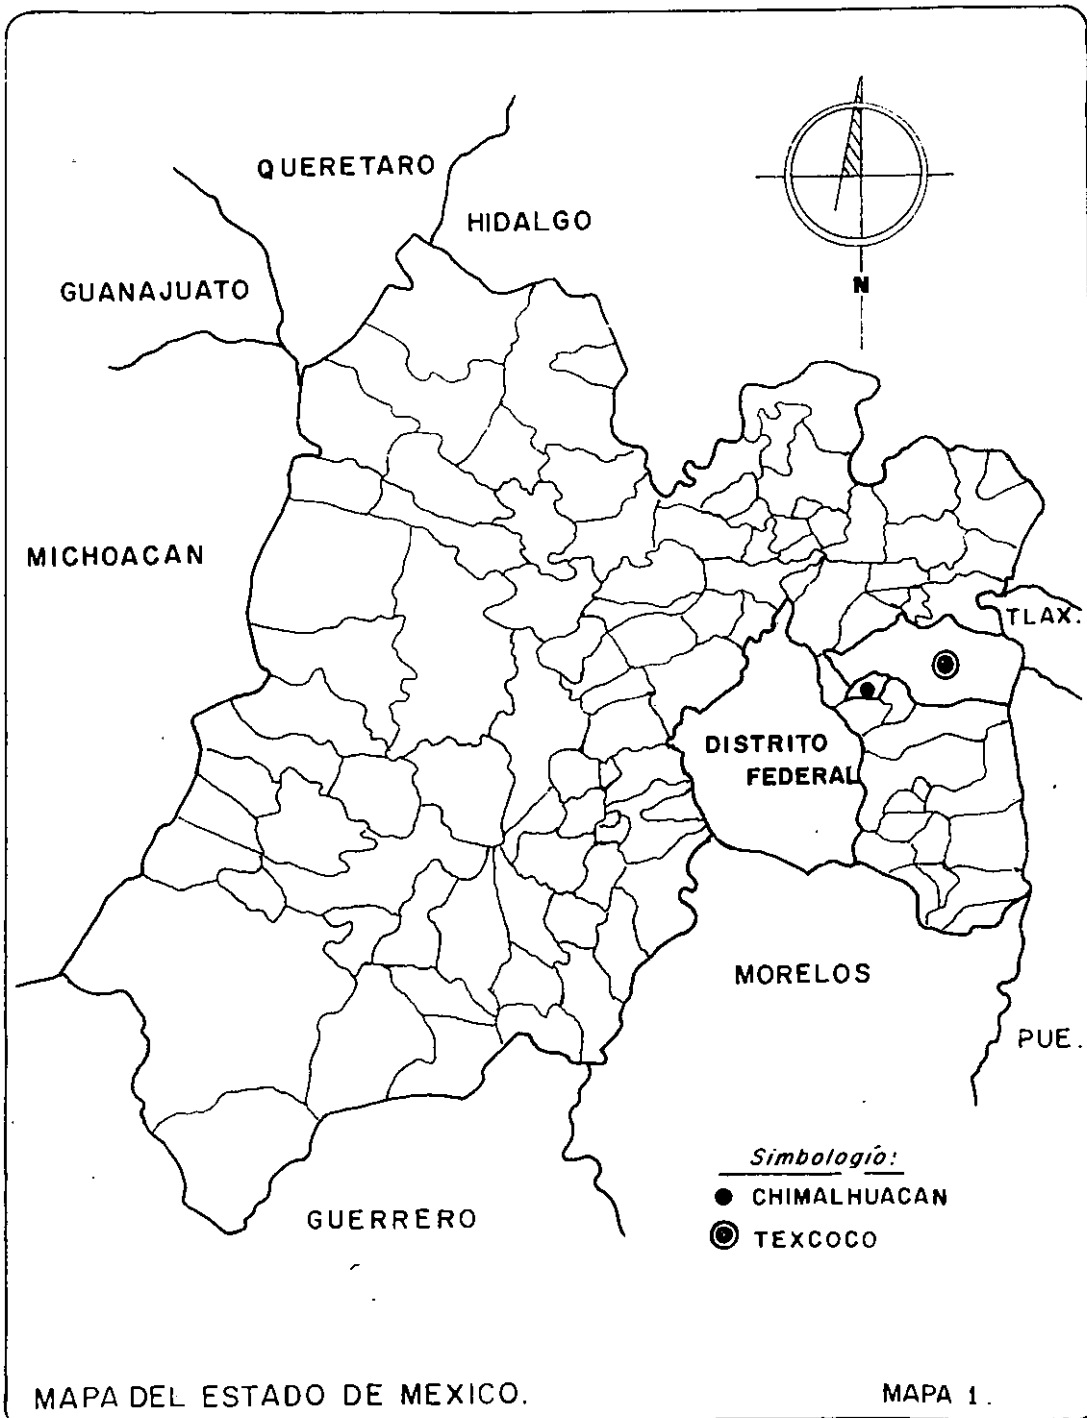 QUERETARO
HIDALGO
GUANAJUATO
N
MICHOACAN
TLAX.
DISTRITO
FEDERAL
MORELOS
PUE.
Simbología:
CHIMALHUACAN
TEXCOCO
GUERRERO
MAPA DEL ESTADO DE MEXICO.
MAPA 1.